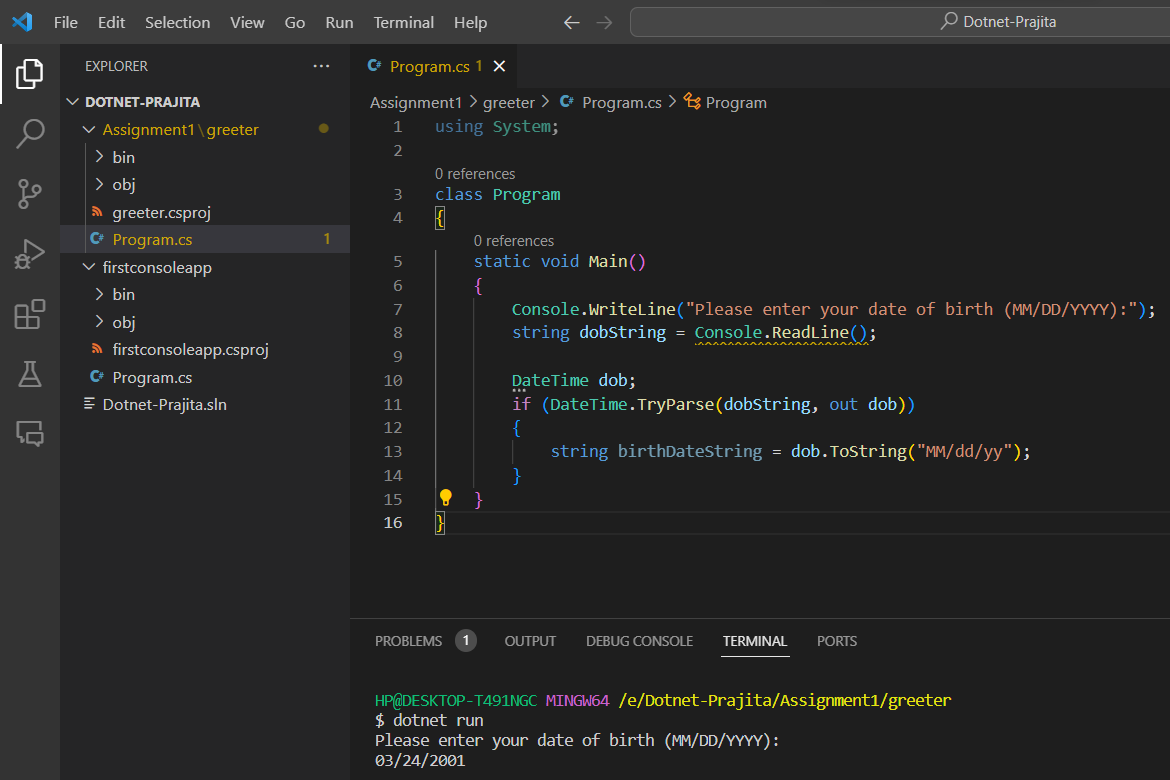 File Edit Selection View Go Run Terminal Help
Dotnet-Prajita
EXPLORER
DOTNET-PRAJITA
Assignment1\greeter
bin
obj
greeter.csproj
C# Program.cs 1
firstconsoleapp
bin
obj
firstconsoleapp.csproj
C# Program.cs
Dotnet-Prajita.sln
C# Program.cs 1
Assignment1 > greeter > C# Program.cs > Program
1 using System;
2
0 references
3 class Program
4 {
0 references
5 static void Main()
6 {
7 Console.WriteLine("Please enter your date of birth (MM/DD/YYYY):");
8 string dobString = Console.ReadLine();
9
10 DateTime dob;
11 if (DateTime.TryParse(dobString, out dob))
12 {
13 string birthDateString = dob.ToString("MM/dd/yy");
14 }
15 }
16 }
PROBLEMS 1 OUTPUT DEBUG CONSOLE TERMINAL PORTS
HP@DESKTOP-T491NGC MINGW64 /e/Dotnet-Prajita/Assignment1/greeter
$ dotnet run
Please enter your date of birth (MM/DD/YYYY):
03/24/2001